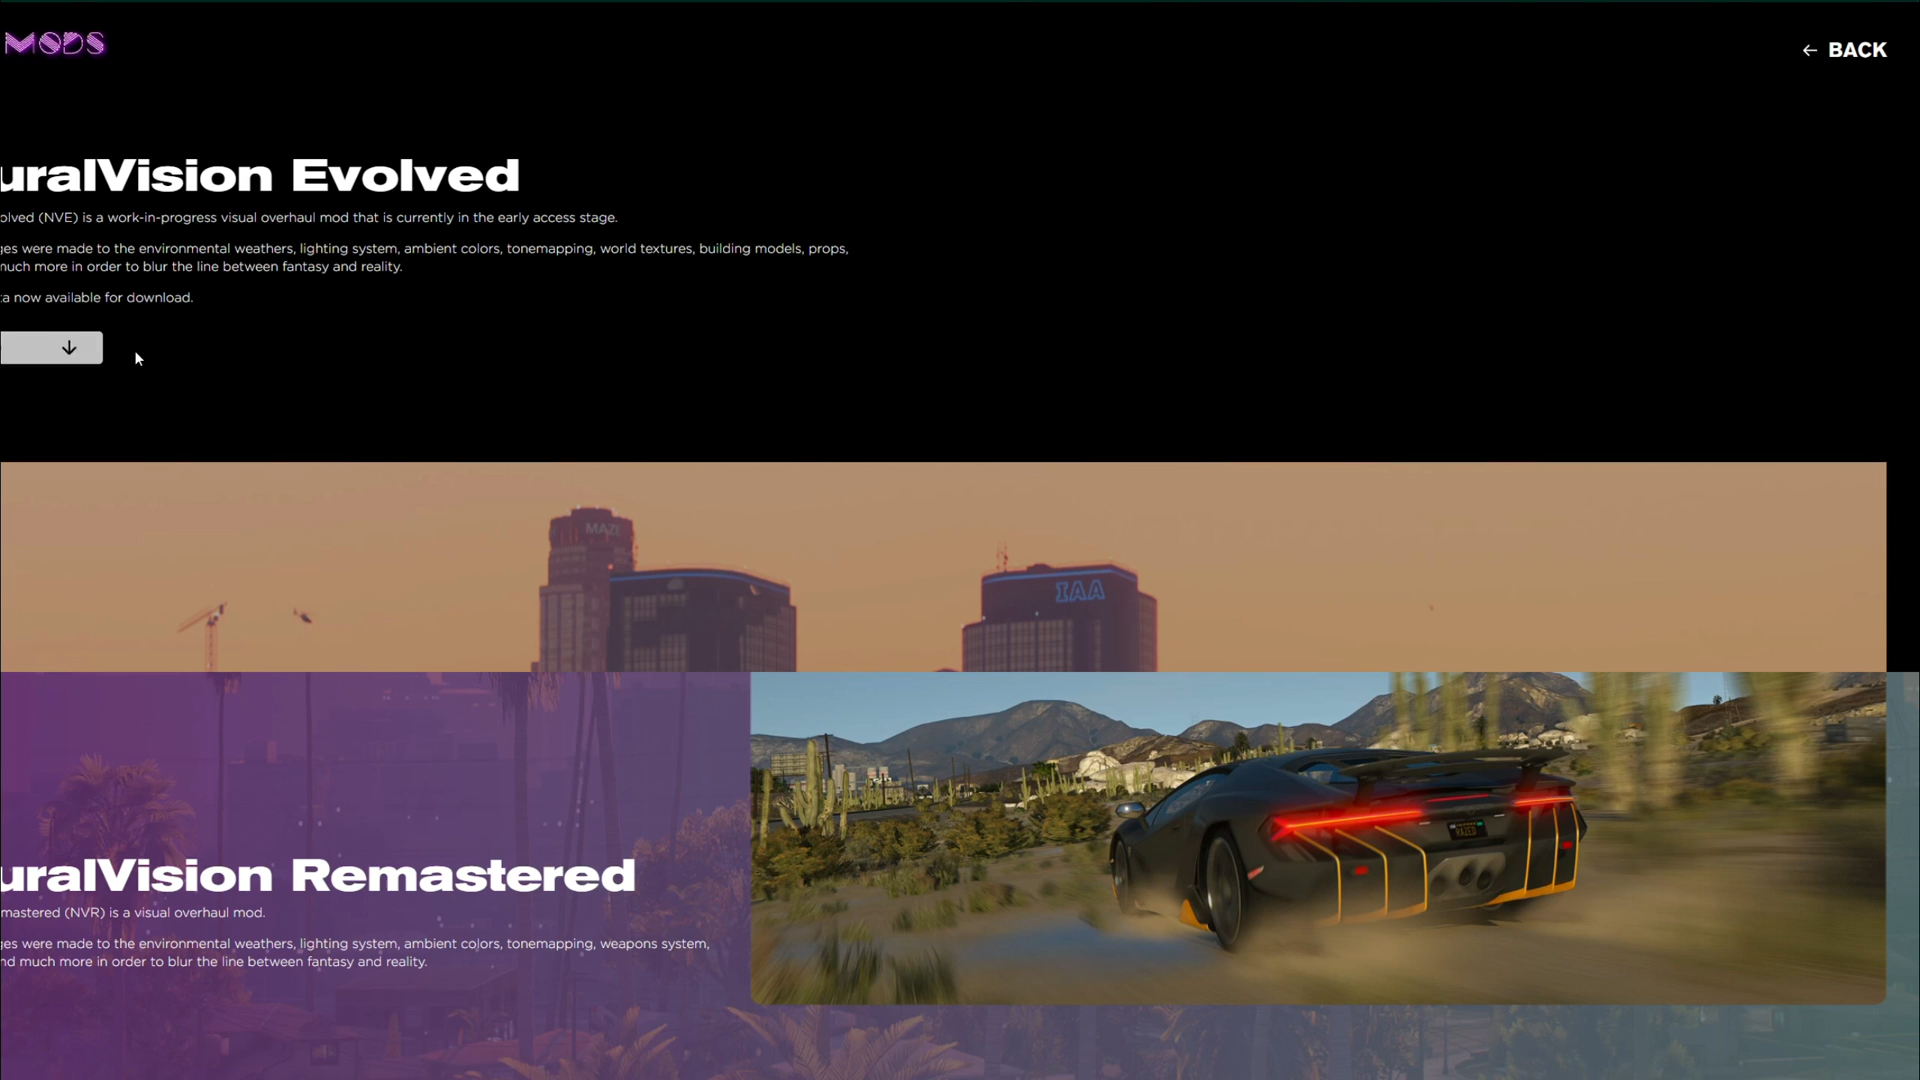 MODS
← BACK
uralVision Evolved
olved (NVE) is a work-in-progress visual overhaul mod that is currently in the early access stage.
ges were made to the environmental weathers, lighting system, ambient colors, tonemapping, world textures, building models, props,
much more in order to blur the line between fantasy and reality.
ta now available for download.
MAZE
IAA
uralVision Remastered
mastered (NVR) is a visual overhaul mod.
ges were made to the environmental weathers, lighting system, ambient colors, tonemapping, weapons system,
nd much more in order to blur the line between fantasy and reality.
RAZED